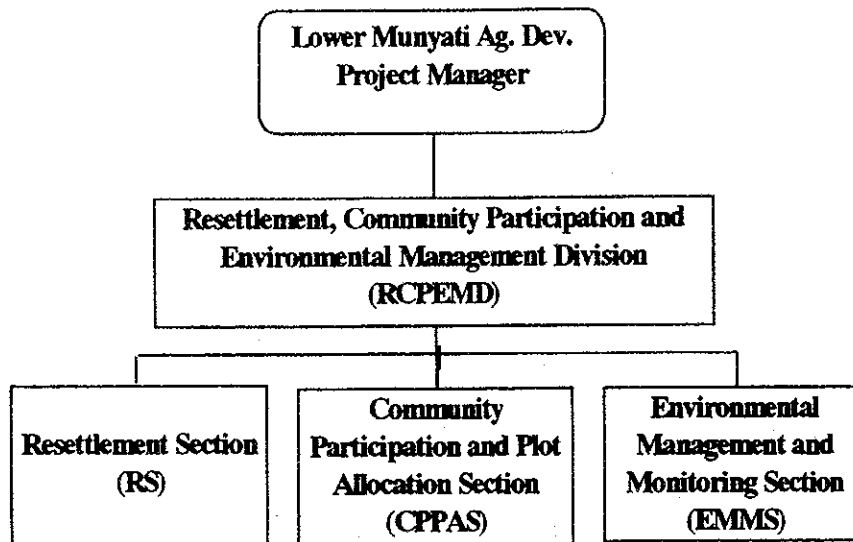 Lower Munyati Ag. Dev.
Project Manager
Resettlement, Community Participation and
Environmental Management Division
(RCPEMD)
Resettlement Section
(RS)
Community
Participation and Plot
Allocation Section
(CPPAS)
Environmental
Management and
Monitoring Section
(EMMS)